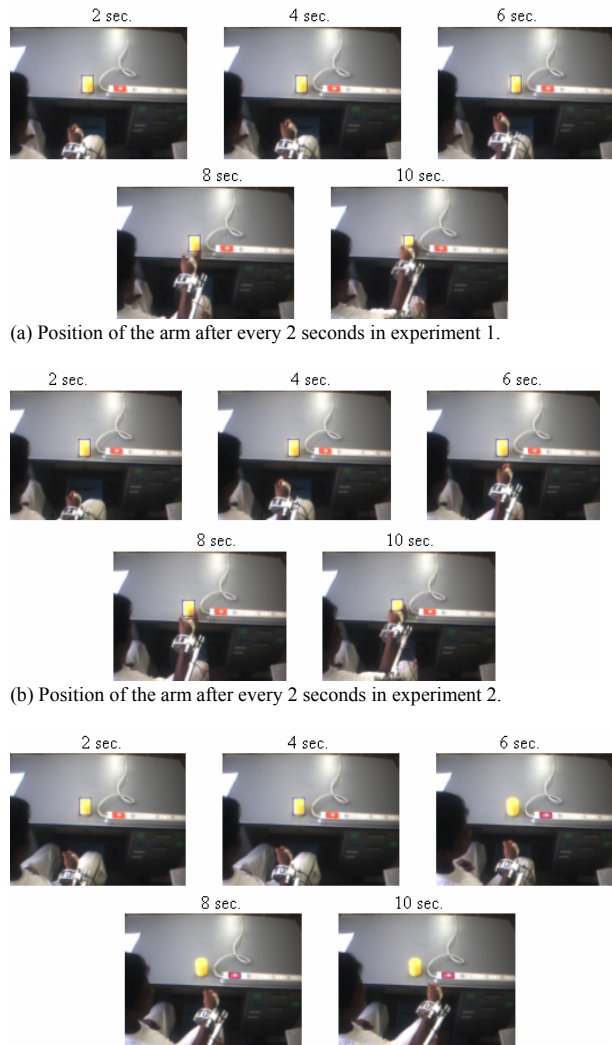 2 sec. 4 sec. 6 sec.
8 sec. 10 sec.
(a) Position of the arm after every 2 seconds in experiment 1.
2 sec. 4 sec. 6 sec.
8 sec. 10 sec.
(b) Position of the arm after every 2 seconds in experiment 2.
2 sec. 4 sec. 6 sec.
8 sec. 10 sec.